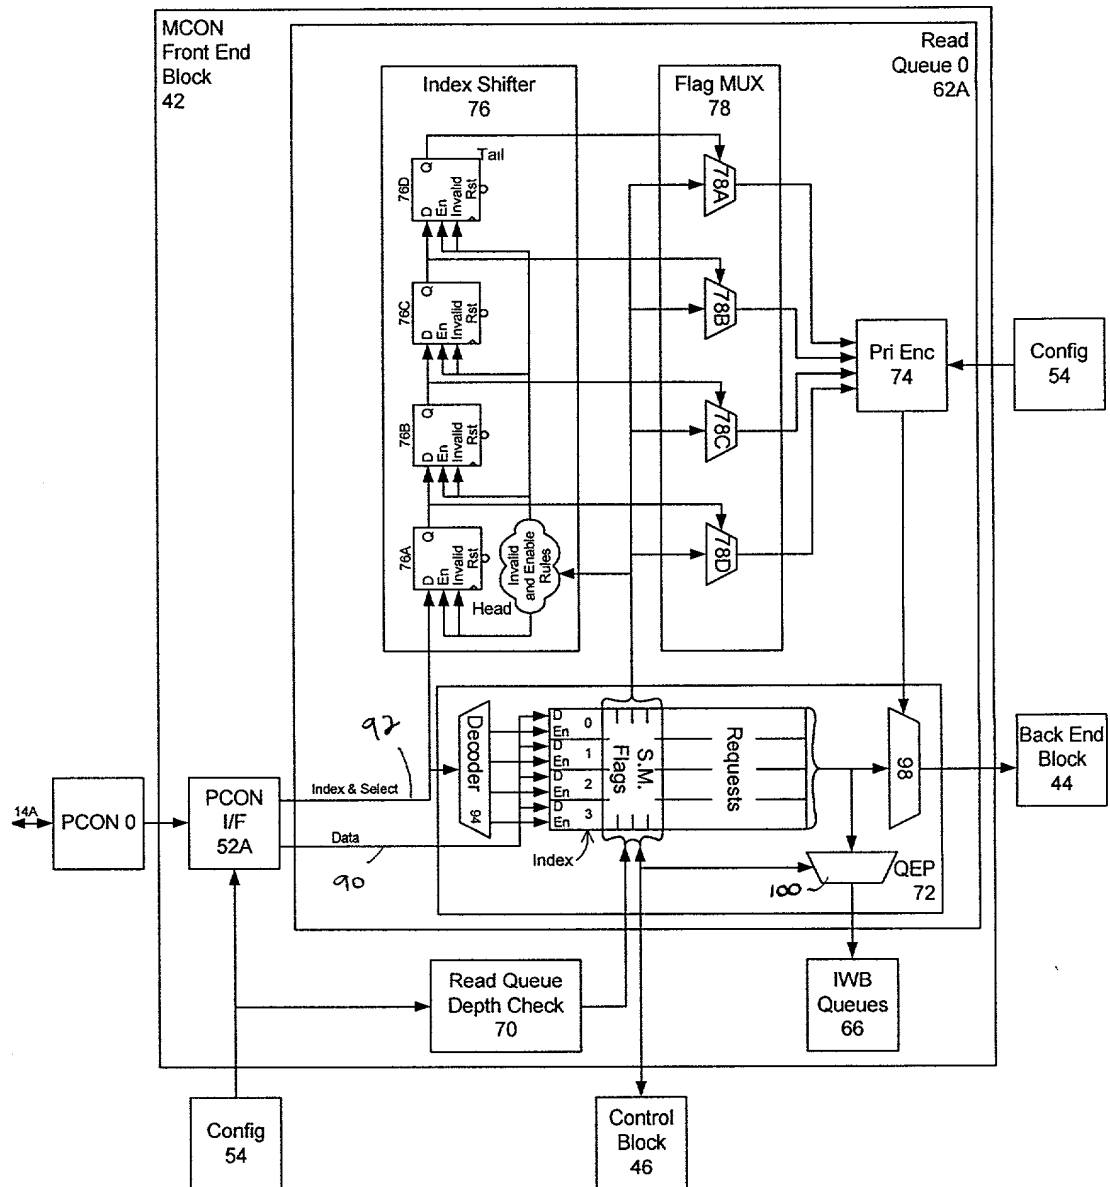 MCON
Front End
Block
42
Read
Queue 0
62A
Index Shifter
76
Flag MUX
78
Tail
76D
Q
D
En
Invalid
Rst
78A
76C
Q
D
En
Invalid
Rst
78B
Pri Enc
74
Config
54
76B
Q
D
En
Invalid
Rst
78C
76A
Q
D
En
Invalid
Rst
Head
Invalid
and Enable
Rules
78D
92
Decoder
94
D
En
0
D
En
1
D
En
2
D
En
3
S.M.
Flags
Requests
98
Back End
Block
44
14A
PCON 0
PCON
I/F
52A
Index & Select
Data
90
Index
100
QEP
72
Read Queue
Depth Check
70
IWB
Queues
66
Config
54
Control
Block
46